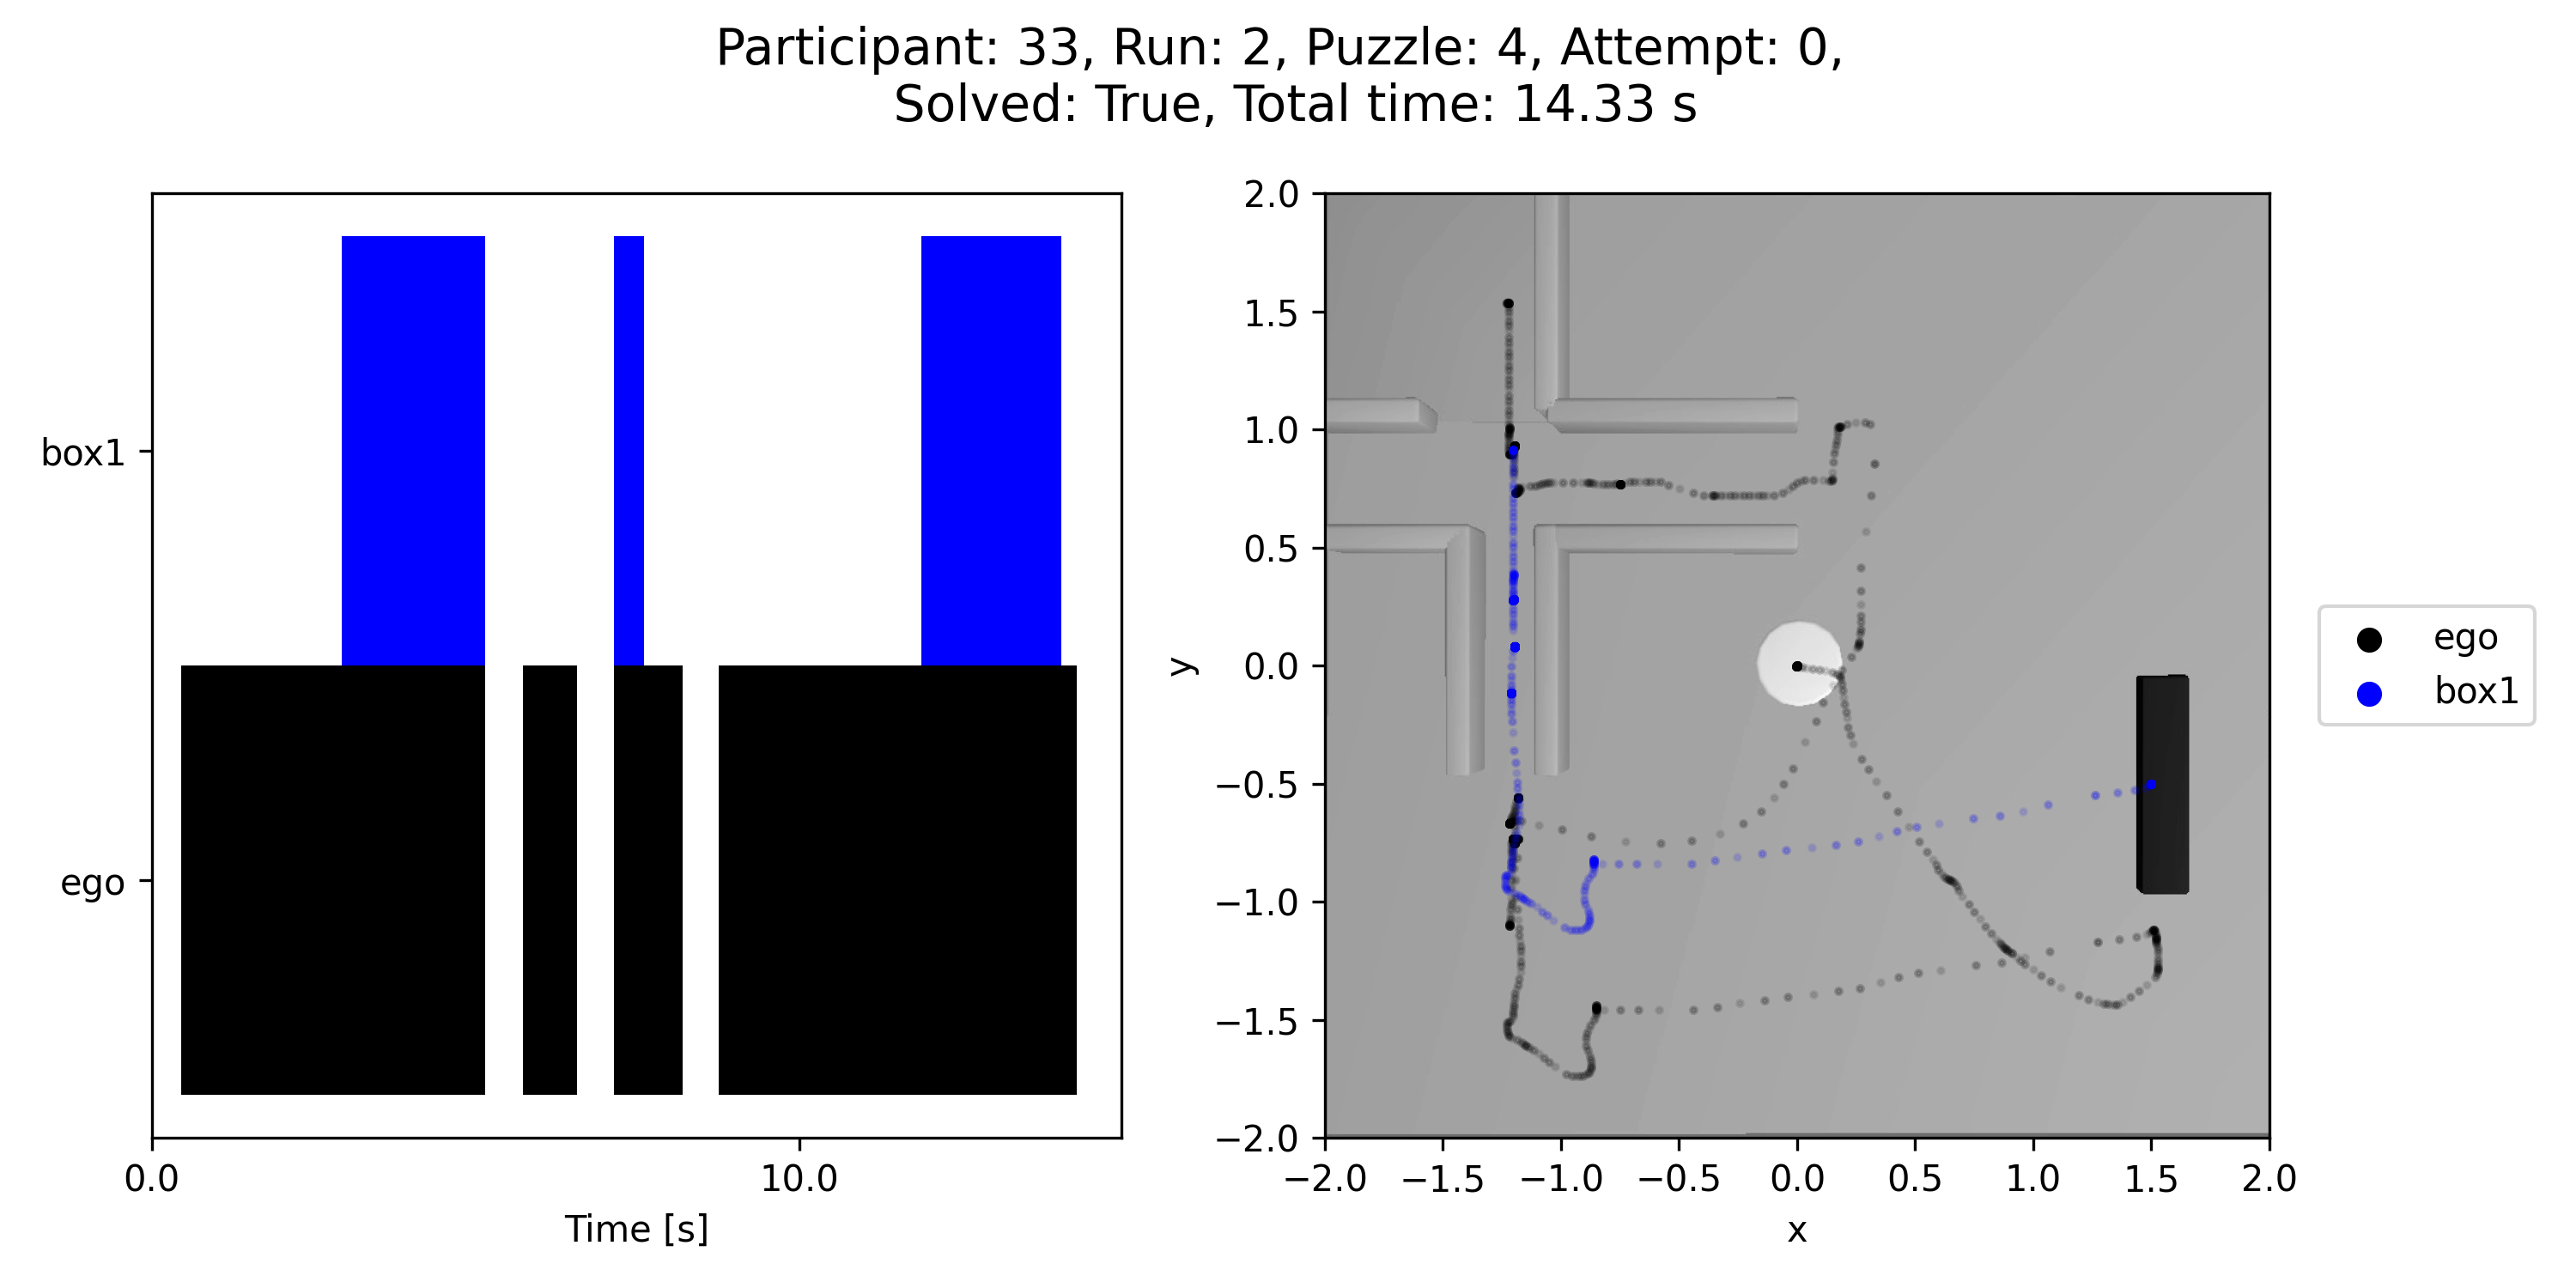 Participant: 33, Run: 2, Puzzle: 4, Attempt: 0,
Solved: True, Total time: 14.33 s
box1
ego
0.0
10.0
Time [s]
2.0
1.5
1.0
0.5
0.0
−0.5
−1.0
−1.5
−2.0
y
−2.0
−1.5
−1.0
−0.5
0.0
0.5
1.0
1.5
2.0
x
ego
box1